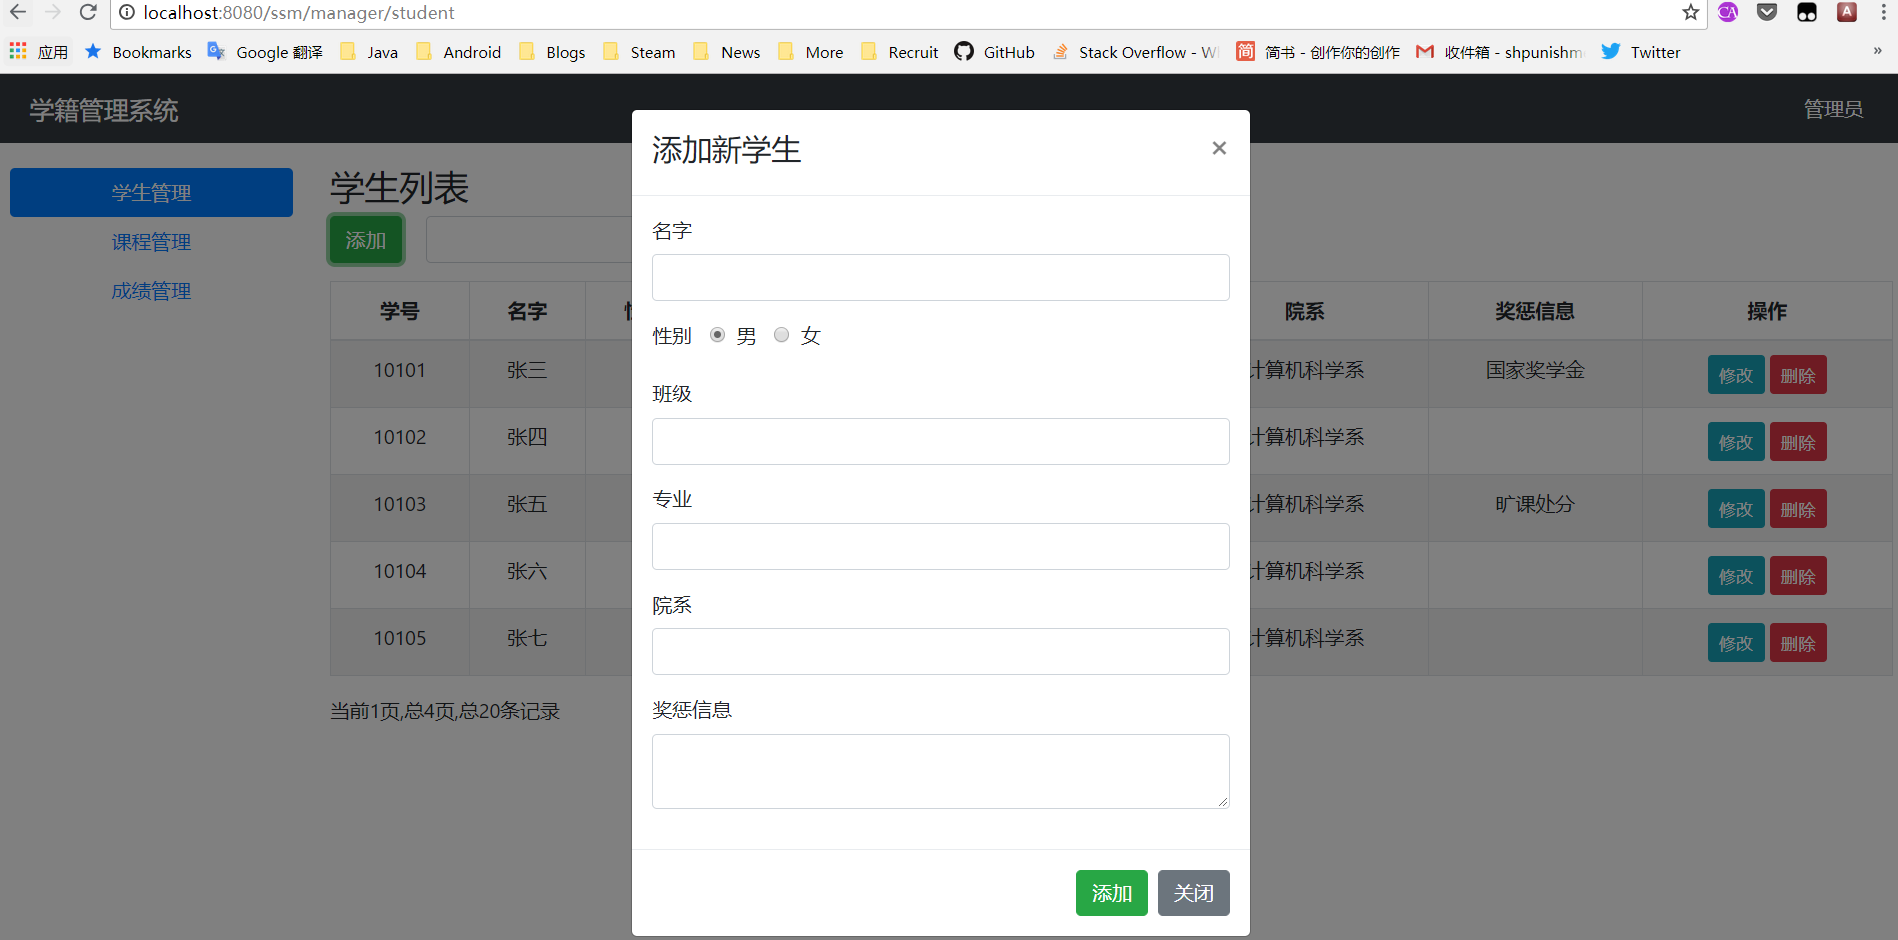 localhost:8080/ssm/manager/student
应用 Bookmarks Google 翻译 Java Android Blogs Steam News More Recruit GitHub Stack Overflow - 简书 - 创作你的创作 收件箱 - shpunishm Twitter »
学籍管理系统 管理员
添加新学生 ×
学生管理 学生列表
课程管理 添加
成绩管理
名字
性别 男 女
班级
专业
院系
奖惩信息
添加 关闭
学号 名字 院系 奖惩信息 操作
10101 张三 计算机科学系 国家奖学金 修改 删除
10102 张四 计算机科学系 修改 删除
10103 张五 计算机科学系 旷课处分 修改 删除
10104 张六 计算机科学系 修改 删除
10105 张七 计算机科学系 修改 删除
当前1页,总4页,总20条记录